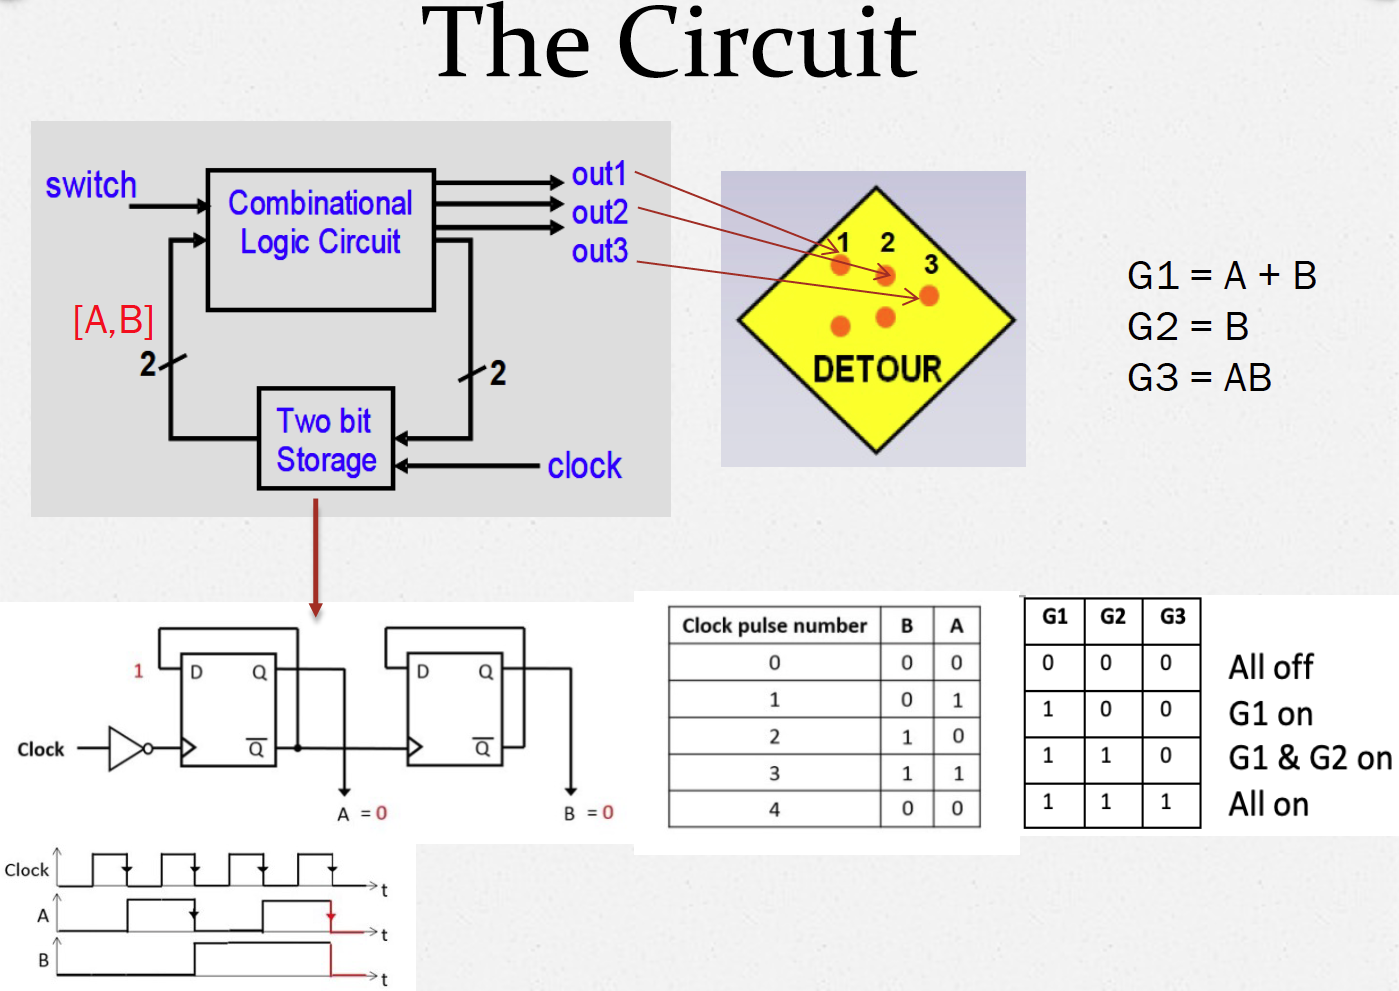 The Circuit
switch
Combinational
Logic Circuit
out1
out2
out3
[A,B]
2
2
Two bit
Storage
clock
1
2
3
DETOUR
G1 = A + B
G2 = B
G3 = AB
1
D Q
Q
Clock
A = 0
D Q
Q
B = 0
Clock
t
A
t
B
t
Clock pulse number B A
0 0 0
1 0 1
2 1 0
3 1 1
4 0 0
G1 G2 G3
0 0 0 All off
1 0 0 G1 on
1 1 0 G1 & G2 on
1 1 1 All on